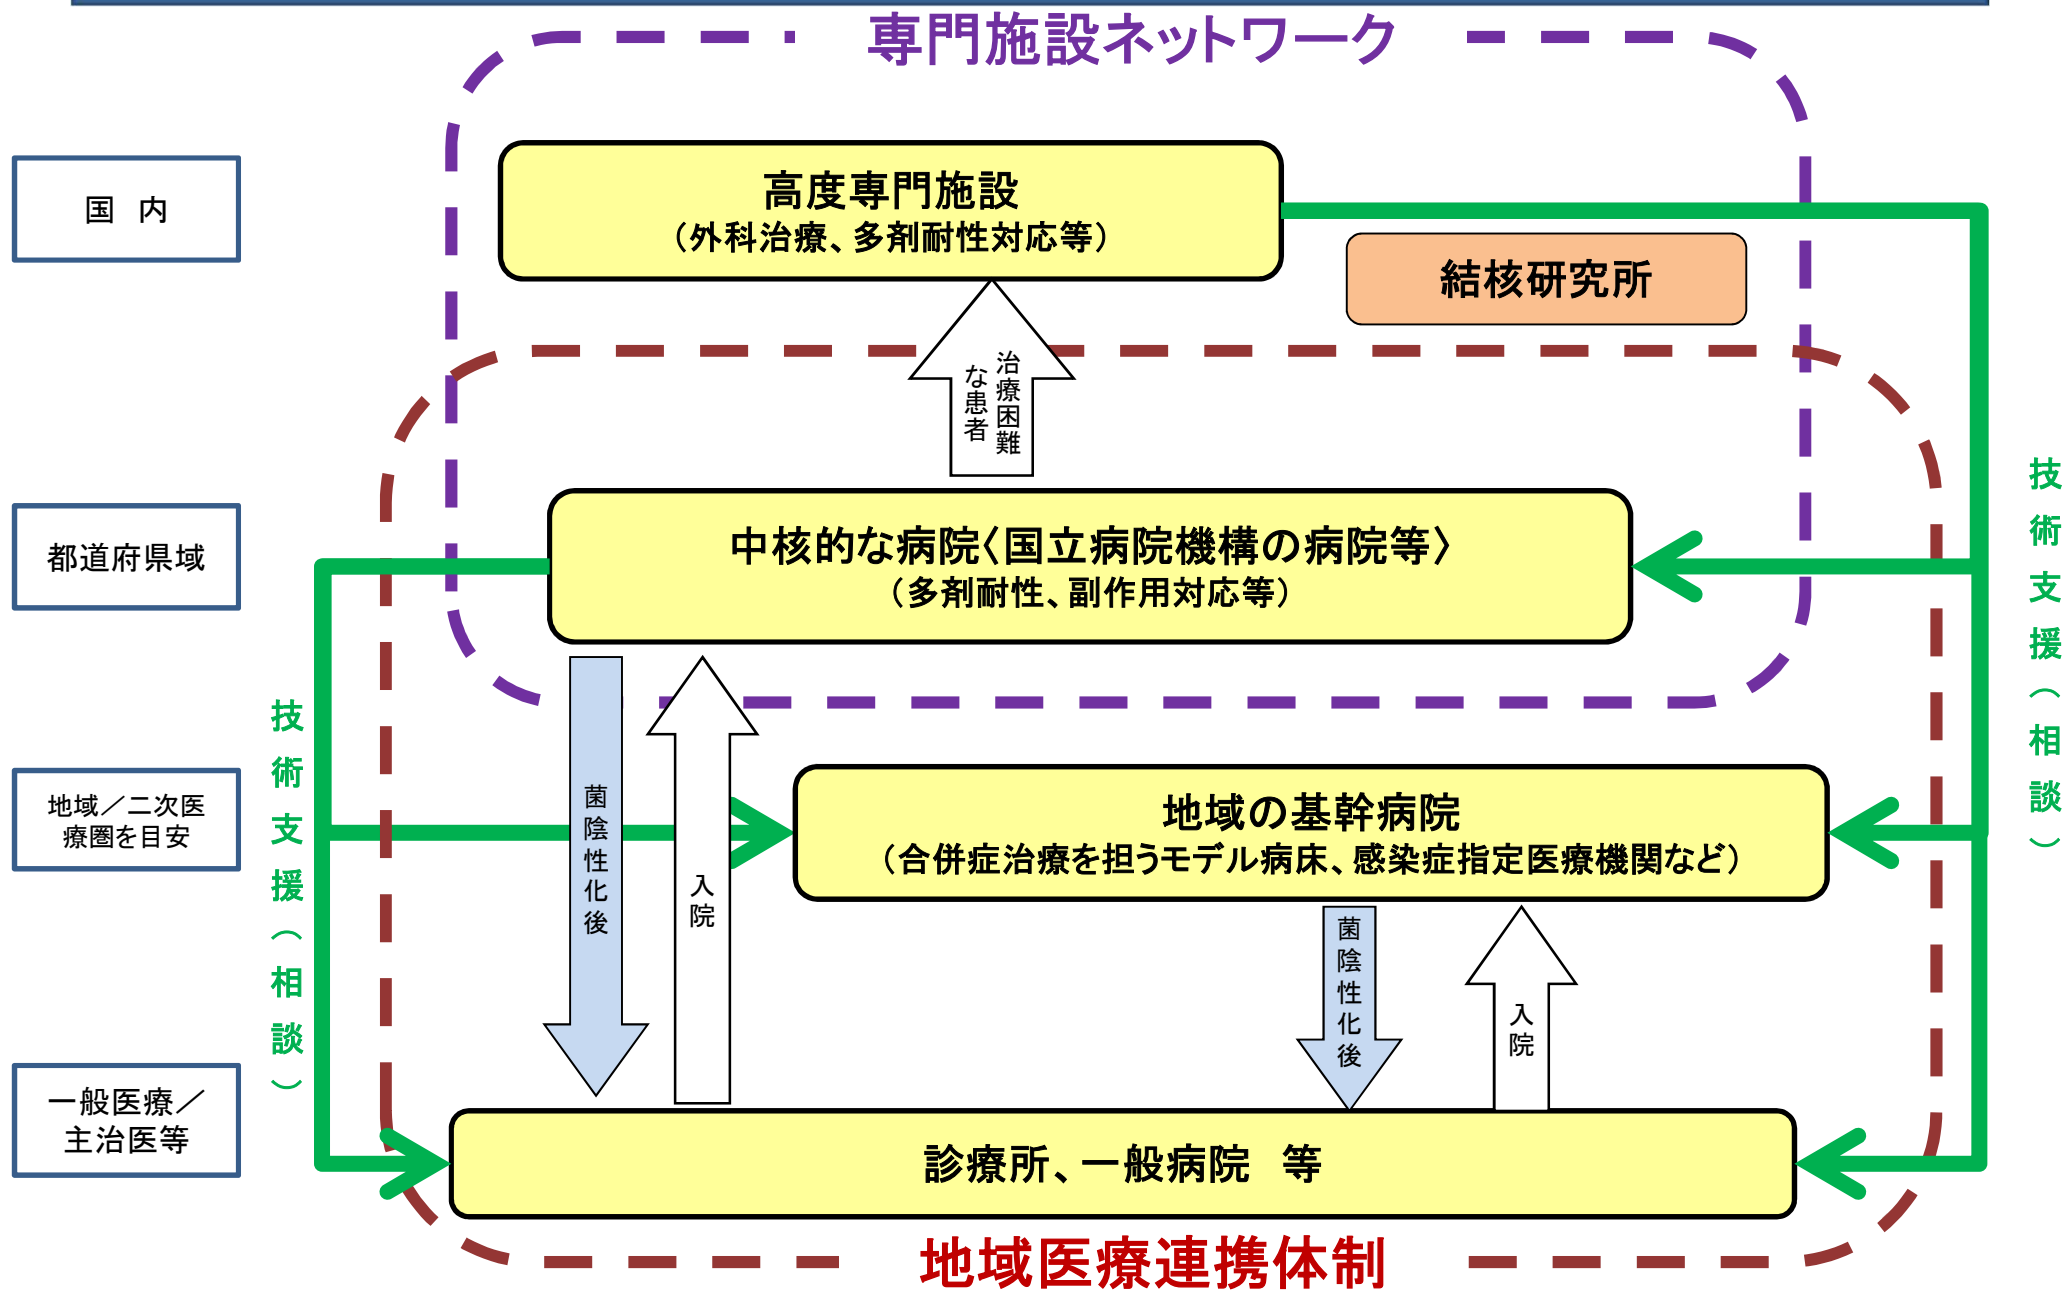 専門施設ネットワーク
国　内
高度専門施設
（外科治療、多剤耐性対応等）
結核研究所
治療困難
な患者
都道府県域
中核的な病院〈国立病院機構の病院等〉
（多剤耐性、副作用対応等）
技術支援（相談）
技術支援（相談）
地域／二次医
療圏を目安
菌陰性化後
入院
地域の基幹病院
（合併症治療を担うモデル病床、感染症指定医療機関など）
菌陰性化後
入院
一般医療／
主治医等
診療所、一般病院　等
地域医療連携体制